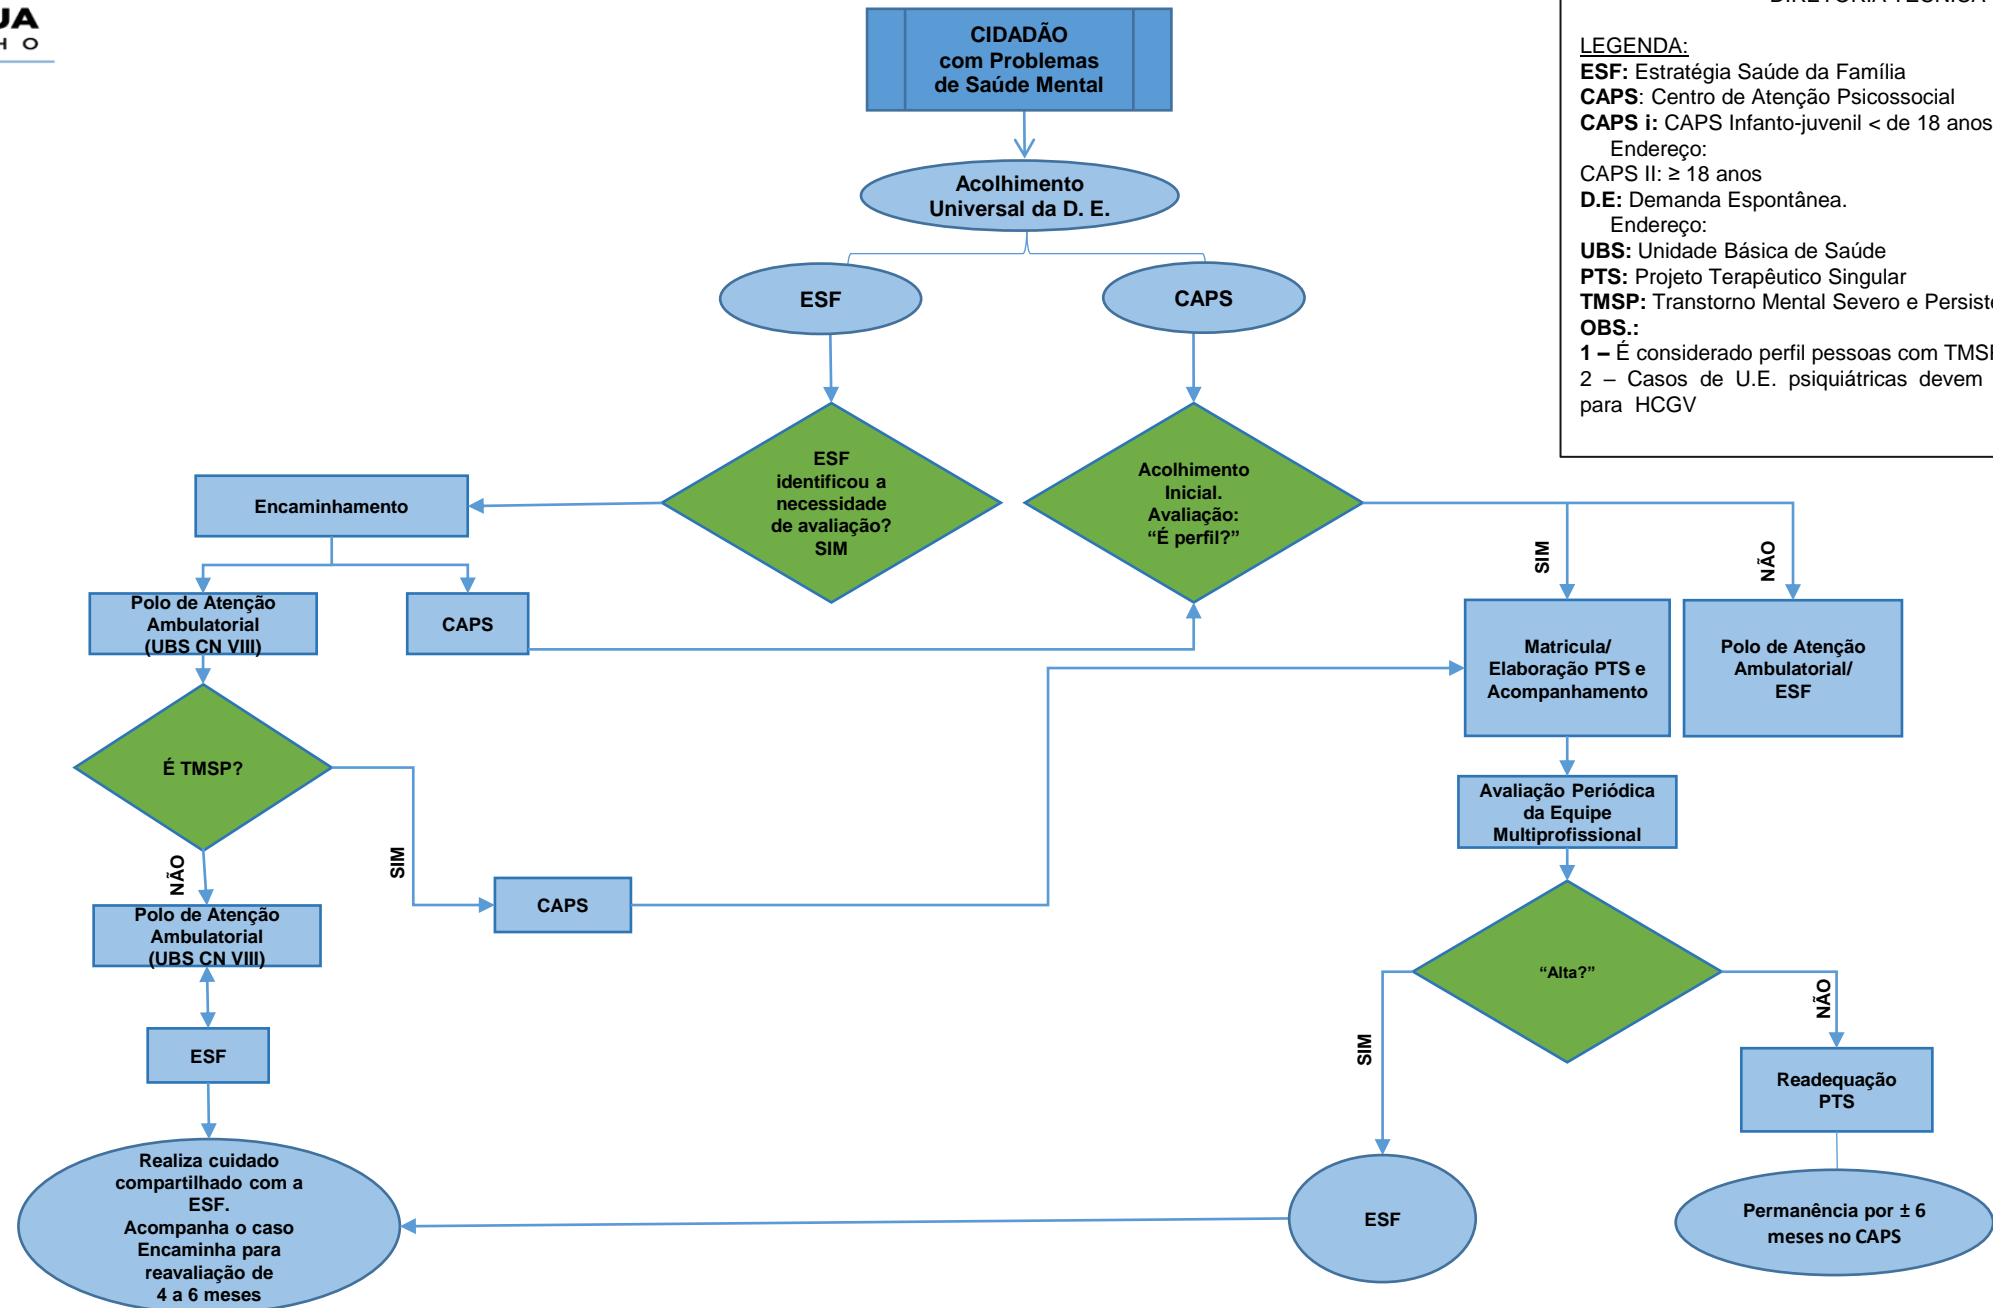 CIDADÃO
com Problemas
de Saúde Mental
Acolhimento
Universal da D. E.
ESF
CAPS
LEGENDA:
ESF: Estratégia Saúde da Família
CAPS: Centro de Atenção Psicossocial
CAPS i: CAPS Infanto-juvenil < de 18 anos
Endereço:
CAPS II: ≥ 18 anos
D.E: Demanda Espontânea.
Endereço:
UBS: Unidade Básica de Saúde
PTS: Projeto Terapêutico Singular
TMSP: Transtorno Mental Severo e
OBS.:
1 – É considerado perfil pessoas com
2 – Casos de U.E. psiquiátricas devem
para HCGV
ESF
identificou a
necessidade
de avaliação?
SIM
Acolhimento
Inicial.
Avaliação:
“É perfil?”
Encaminhamento
SIM
NÃO
Polo de Atenção
Ambulatorial
(UBS CN VIII)
CAPS
Matricula/
Elaboração PTS e
Acompanhamento
Polo de Atenção
Ambulatorial/
ESF
É TMSP?
Avaliação Periódica
da Equipe
Multiprofissional
NÃO
SIM
Polo de Atenção
Ambulatorial
(UBS CN VIII)
CAPS
“Alta?”
SIM
NÃO
ESF
Readequação
PTS
Realiza cuidado
compartilhado com a
ESF.
Acompanha o caso
Encaminha para
reavaliação de
4 a 6 meses
ESF
Permanência por ± 6
meses no CAPS